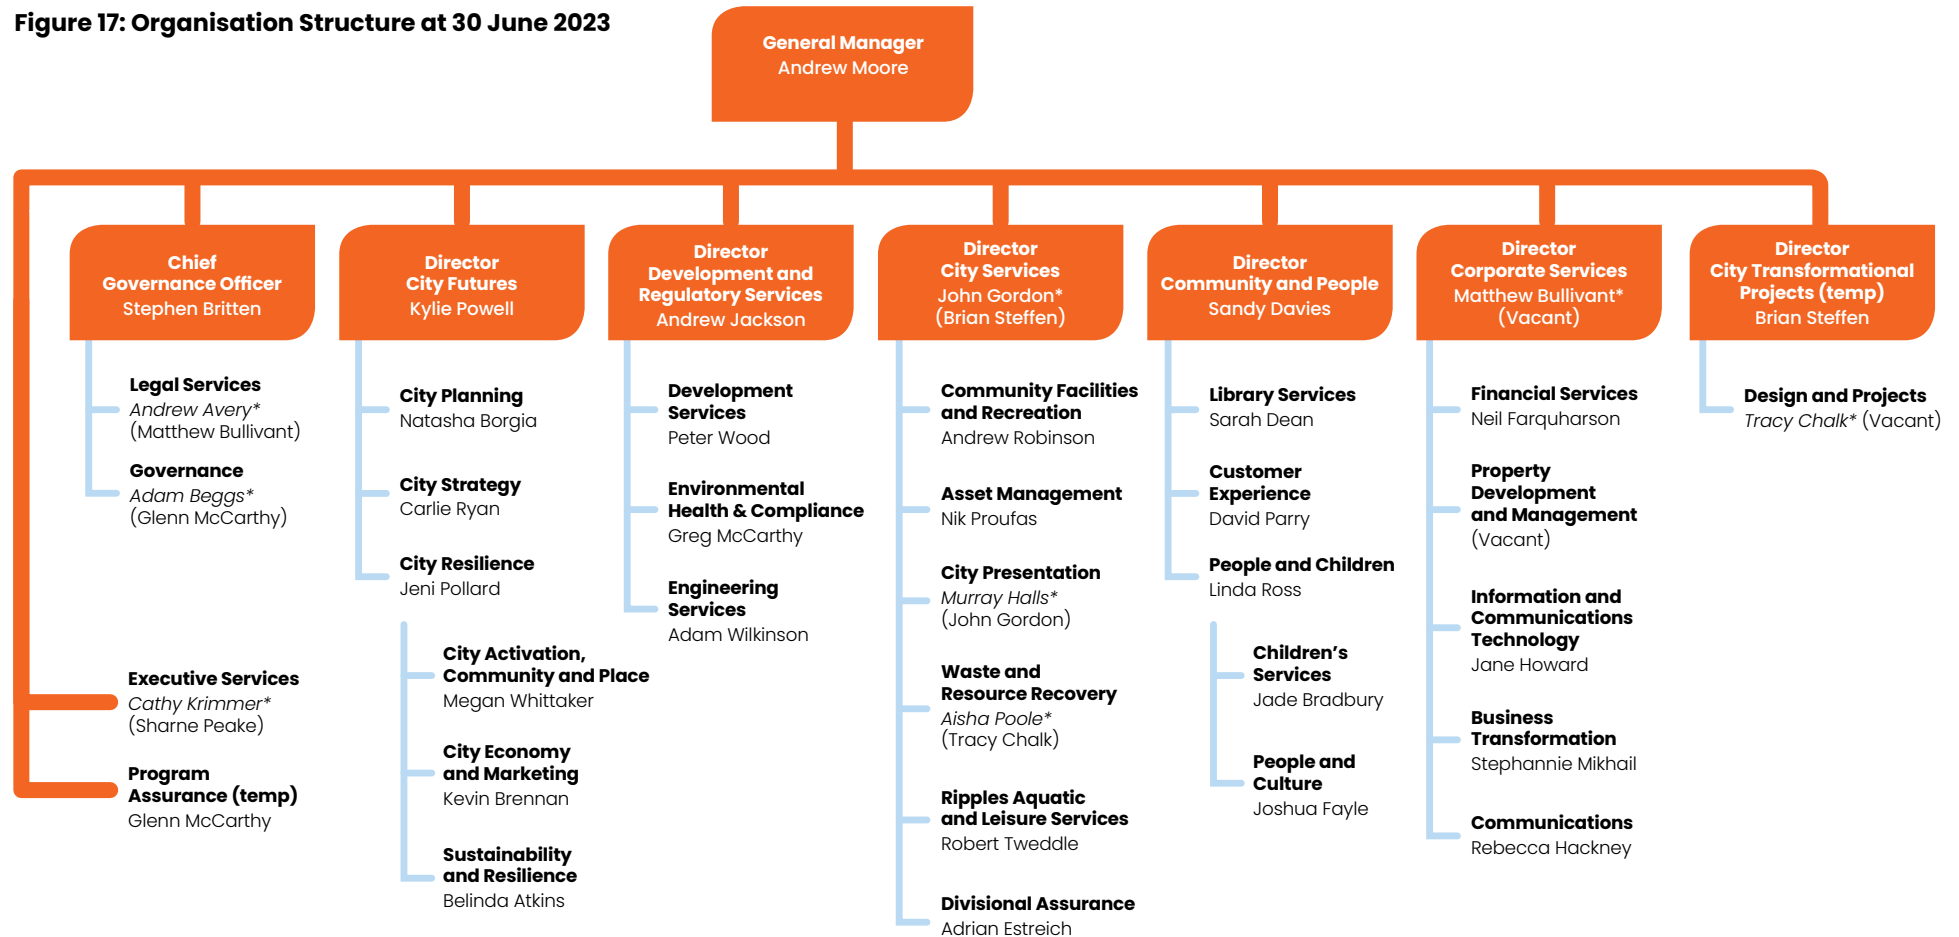 Figure 17: Organisation Structure at 30 June 2023
General Manager
Andrew Moore
Chief
Governance Officer
Stephen Britten
Legal Services
Andrew Avery*
(Matthew Bullivant)
Governance
Adam Beggs*
(Glenn McCarthy)
Executive Services
Cathy Krimmer*
(Sharne Peake)
Program
Assurance (temp)
Glenn McCarthy
Director
City Futures
Kylie Powell
City Planning
Natasha Borgia
City Strategy
Carlie Ryan
City Resilience
Jeni Pollard
City Activation,
Community and Place
Megan Whittaker
City Economy
and Marketing
Kevin Brennan
Sustainability
and Resilience
Belinda Atkins
Director
Development and
Regulatory Services
Andrew Jackson
Development
Services
Peter Wood
Environmental
Health & Compliance
Greg McCarthy
Engineering
Services
Adam Wilkinson
Director
City Services
John Gordon*
(Brian Steffen)
Community Facilities
and Recreation
Andrew Robinson
Asset Management
Nik Proufas
City Presentation
Murray Halls*
(John Gordon)
Waste and
Resource Recovery
Aisha Poole*
(Tracy Chalk)
Ripples Aquatic
and Leisure Services
Robert Tweddle
Divisional Assurance
Adrian Estreich
Director
Community and People
Sandy Davies
Library Services
Sarah Dean
Customer
Experience
David Parry
People and Children
Linda Ross
Children's
Services
Jade Bradbury
People and
Culture
Joshua Fayle
Director
Corporate Services
Matthew Bullivant*
(Vacant)
Financial Services
Neil Farquharson
Property
Development
and Management
(Vacant)
Information and
Communications
Technology
Jane Howard
Business
Transformation
Stephannie Mikhail
Communications
Rebecca Hackney
Director
City Transformational
Projects (temp)
Brian Steffen
Design and Projects
Tracy Chalk* (Vacant)